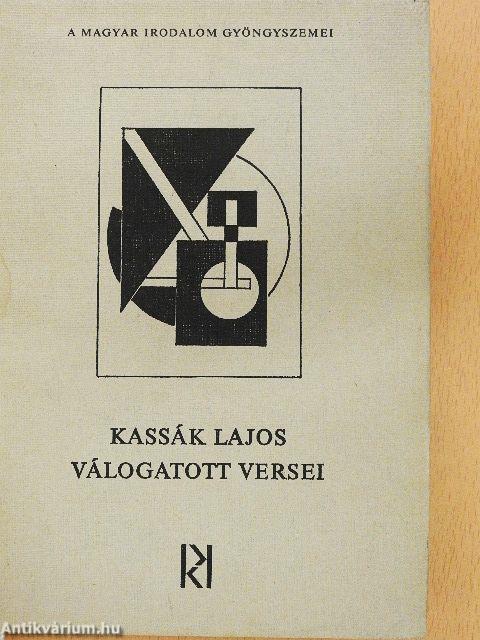 A MAGYAR IRODALOM GYÖNGYSZEMEI
KASSÁK LAJOS
VÁLOGATOTT VERSEI
Antikvárium.hu